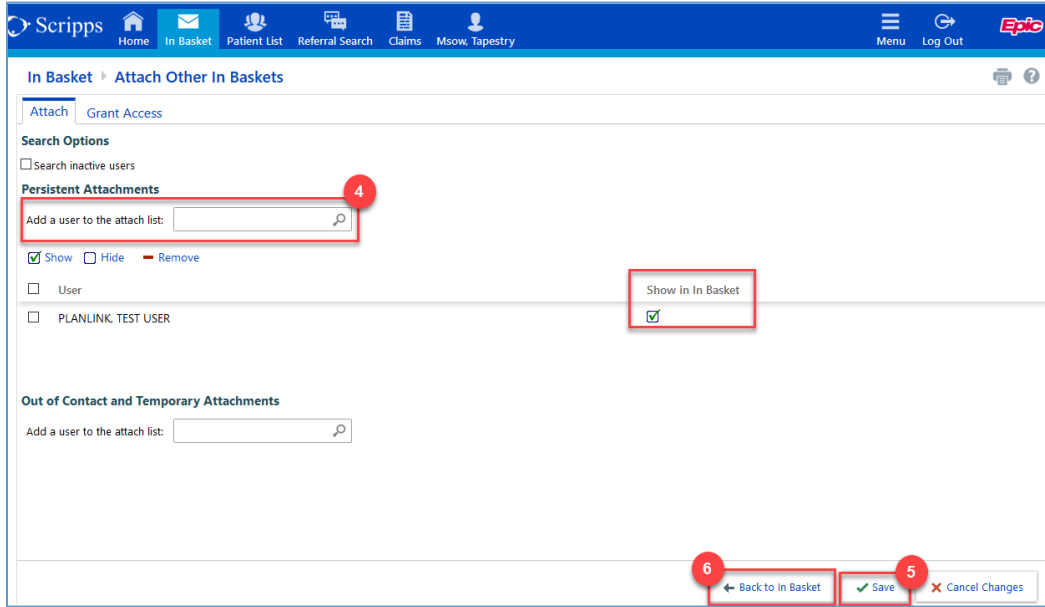 Scripps
Home
In Basket
Patient List
Referral Search
Claims
Msow, Tapestry
Menu
Log Out
Epic
In Basket Attach Other In Baskets
Attach
Grant Access
Search Options
Search inactive users
Persistent Attachments
4
Add a user to the attach list:
Show
Hide
Remove
User
Show in In Basket
PLANLINK, TEST USER
Out of Contact and Temporary Attachments
Add a user to the attach list:
6
5
Back to In Basket
Save
Cancel Changes